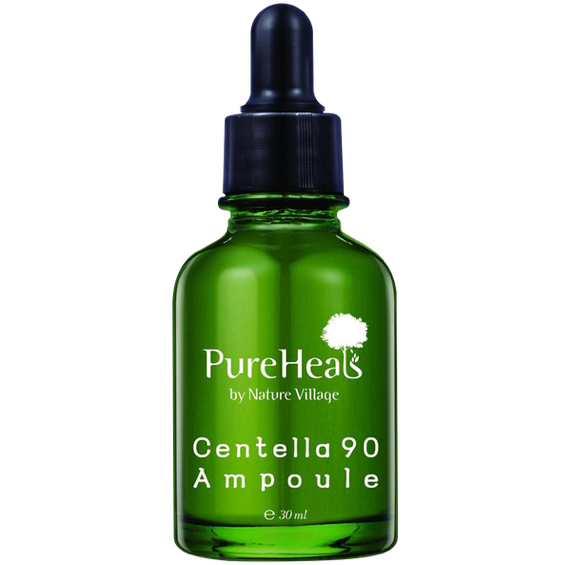 PureHeals
by Nature Village
Centella 90
Ampoule
℮ 30 ml